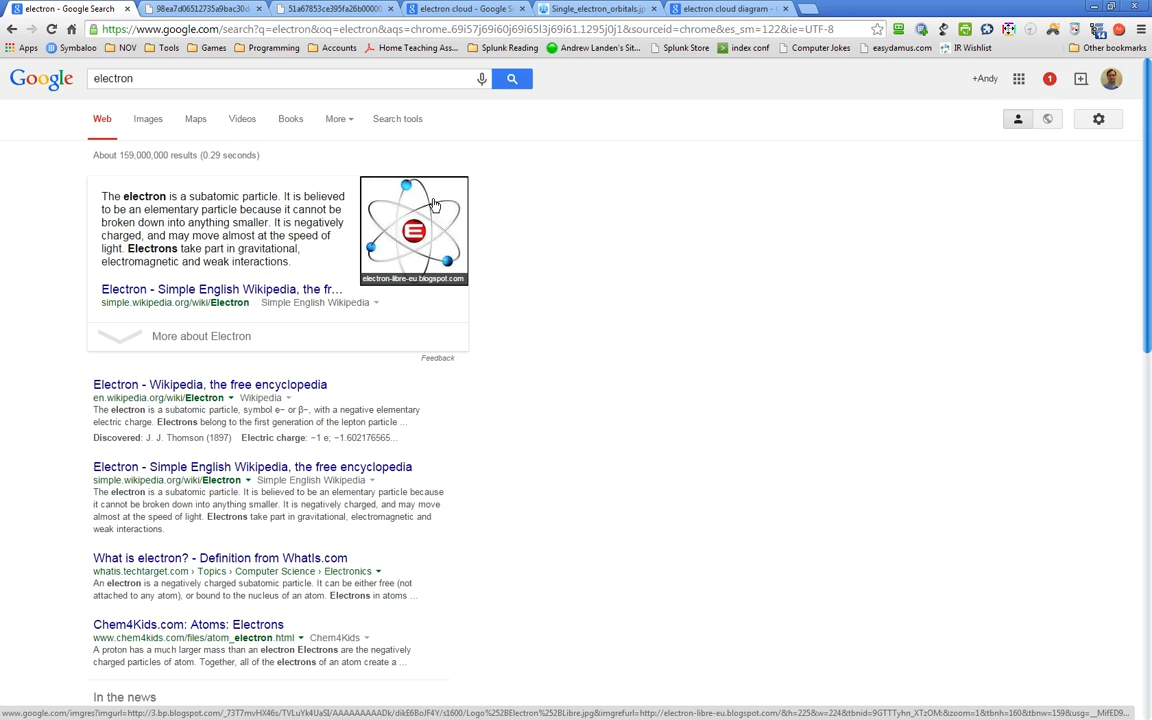 electron - Google Search
98ea7d06512735a9bac30d
51a67853ce395fa26b00000
electron cloud - Google Se
Single_electron_orbitals.jp
electron cloud diagram -
https://www.google.com/search?q=electron&oq=electron&aqs=chrome..69i57j69i60j69i65l3j69i61.1295j0j1&sourceid=chrome&es_sm=122&ie=UTF-8
Apps
Symbaloo
NOV
Tools
Games
Programming
Accounts
Home Teaching Ass...
Splunk Reading
Andrew Landen's Sit...
Splunk Store
index conf
Computer Jokes
easydamus.com
IR Wishlist
Other bookmarks
14
Google
electron
+Andy
1
Web
Images
Maps
Videos
Books
More
Search tools
About 159,000,000 results (0.29 seconds)
The electron is a subatomic particle. It is believed
to be an elementary particle because it cannot be
broken down into anything smaller. It is negatively
charged, and may move almost at the speed of
light. Electrons take part in gravitational,
electromagnetic and weak interactions.
E
electron-libre-eu.blogspot.com
Electron - Simple English Wikipedia, the fr...
simple.wikipedia.org/wiki/Electron Simple English Wikipedia
More about Electron
Feedback
Electron - Wikipedia, the free encyclopedia
en.wikipedia.org/wiki/Electron Wikipedia
The electron is a subatomic particle, symbol e− or β−, with a negative elementary
electric charge. Electrons belong to the first generation of the lepton particle ...
Discovered: J. J. Thomson (1897) Electric charge: −1 e; −1.602176565...
Electron - Simple English Wikipedia, the free encyclopedia
simple.wikipedia.org/wiki/Electron Simple English Wikipedia
The electron is a subatomic particle. It is believed to be an elementary particle because
it cannot be broken down into anything smaller. It is negatively charged, and may move
almost at the speed of light. Electrons take part in gravitational, electromagnetic and
weak interactions.
What is electron? - Definition from WhatIs.com
whatis.techtarget.com › Topics › Computer Science › Electronics
An electron is a negatively charged subatomic particle. It can be either free (not
attached to any atom), or bound to the nucleus of an atom. Electrons in atoms ...
Chem4Kids.com: Atoms: Electrons
www.chem4kids.com/files/atom_electron.html Chem4Kids
A proton has a much larger mass than an electron Electrons are the negatively
charged particles of atom. Together, all of the electrons of an atom create a ...
In the news